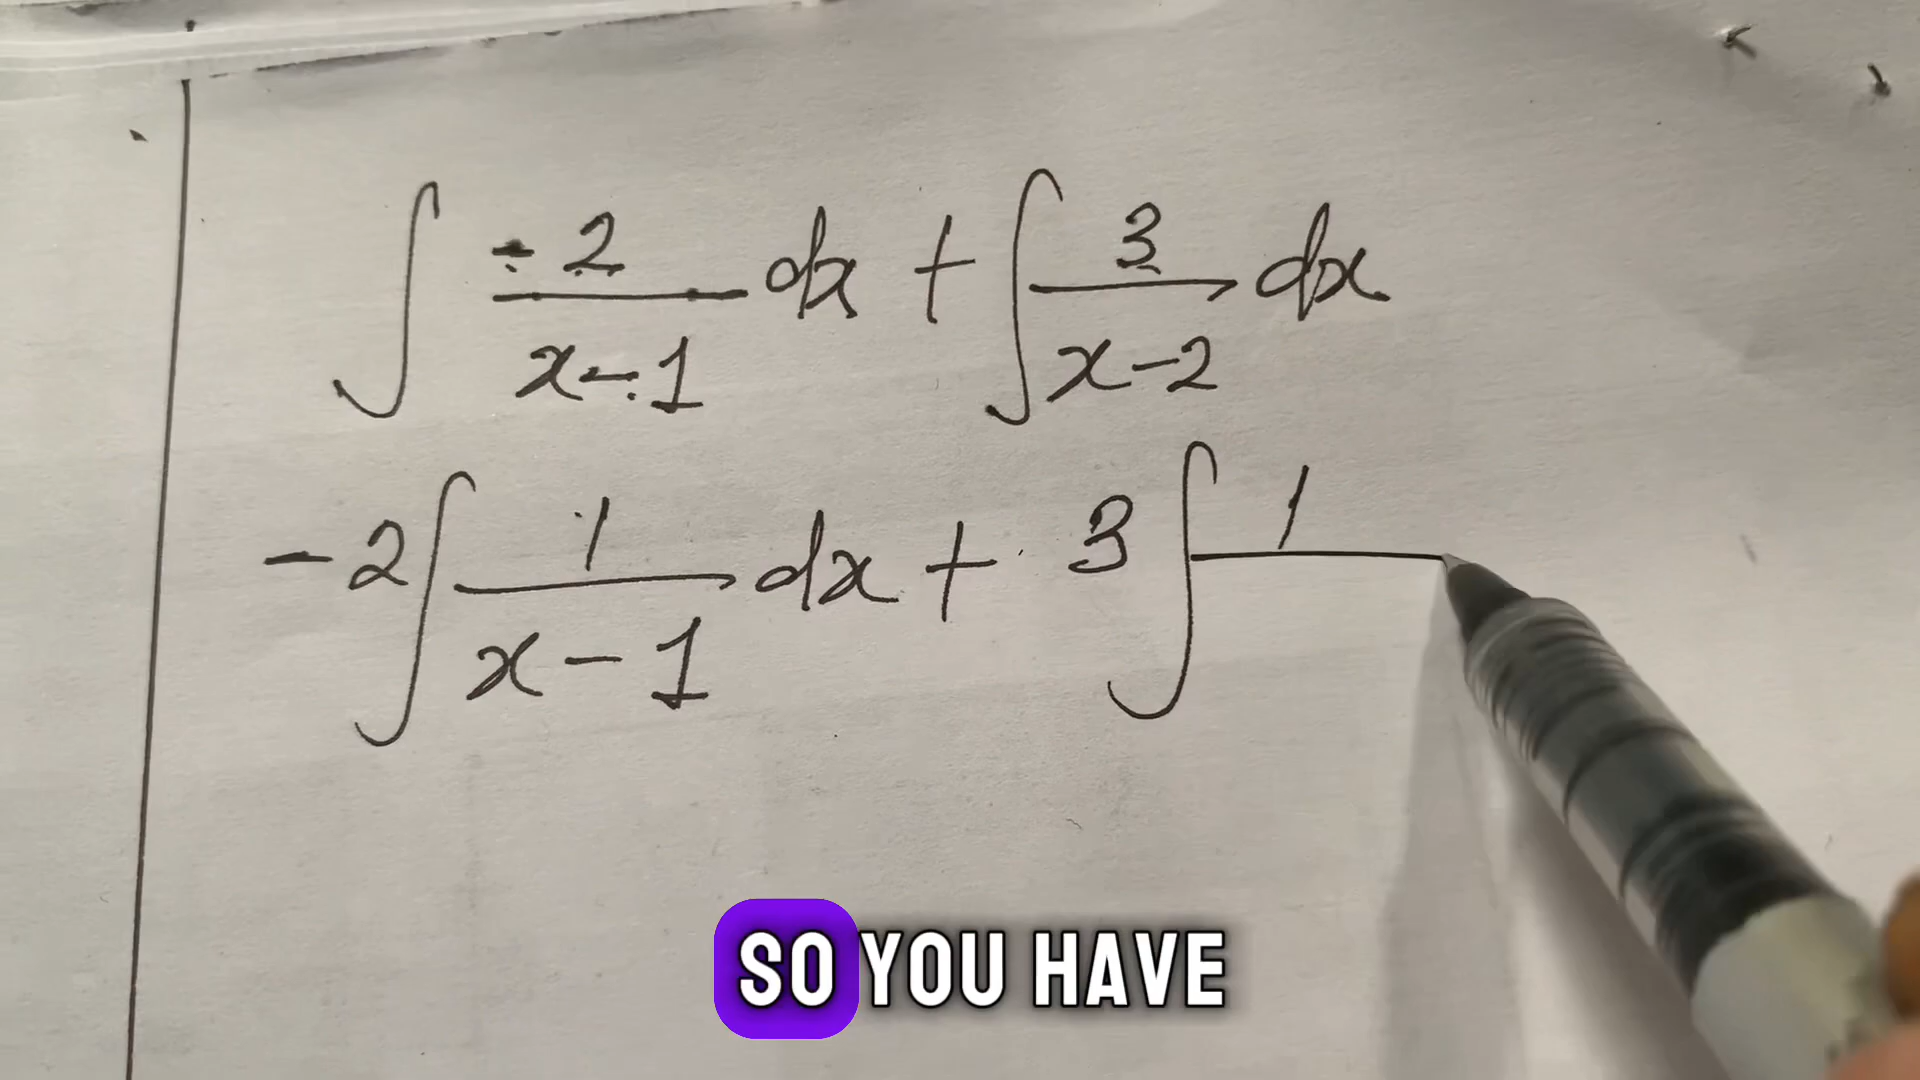 ∫ -2/(x-1) dx + ∫ 3/(x-2) dx
-2 ∫ 1/(x-1) dx + 3 ∫ 1/
SO YOU HAVE